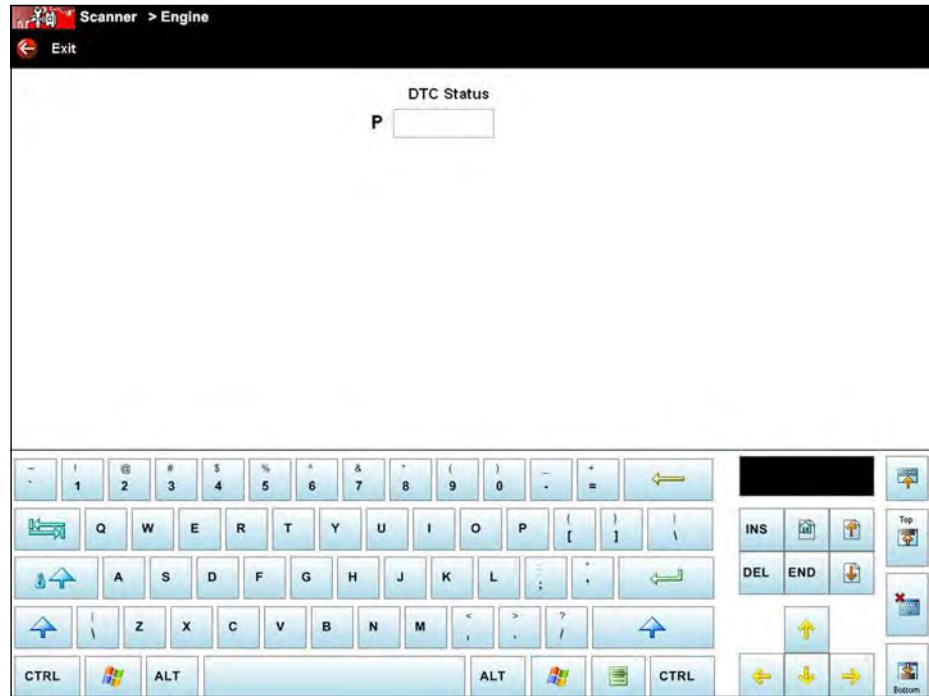 Scanner > Engine
Exit
DTC Status
P
! @ # $ % ^ & * ( ) _ +
1 2 3 4 5 6 7 8 9 0 - =
Q W E R T Y U I O P [ ] \
INS
Top
A S D F G H J K L ;
DEL END
\ Z X C V B N M < > ? /
CTRL ALT ALT CTRL
Bottom